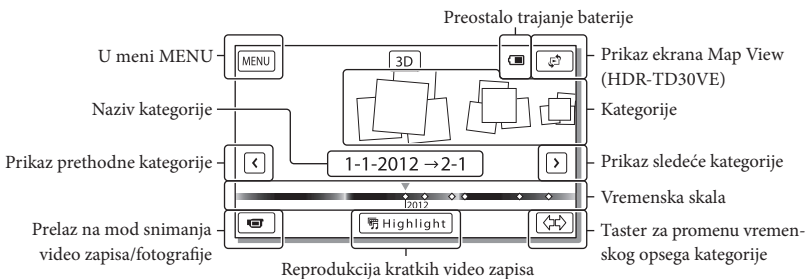 Preostalo trajanje baterije
U meni MENU
MENU
3D
Prikaz ekrana Map View
(HDR-TD30VE)
Naziv kategorije
Kategorije
Prikaz prethodne kategorije
1-1-2012 →2-1
Prikaz sledeće kategorije
2012
Vremenska skala
Prelaz na mod snimanja
video zapisa/fotografije
Highlight
Taster za promenu vremen-
skog opsega kategorije
Reprodukcija kratkih video zapisa